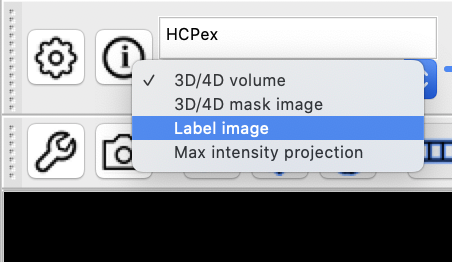 HCPex
✓ 3D/4D volume
3D/4D mask image
Label image
Max intensity projection